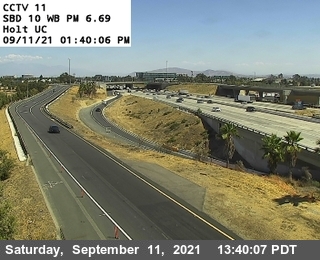 CCTV 11
SBD 10 WB PM 6.69
Holt UC
09/11/21 01:40:06 PM
Saturday, September 11, 2021 13:40:07 PDT